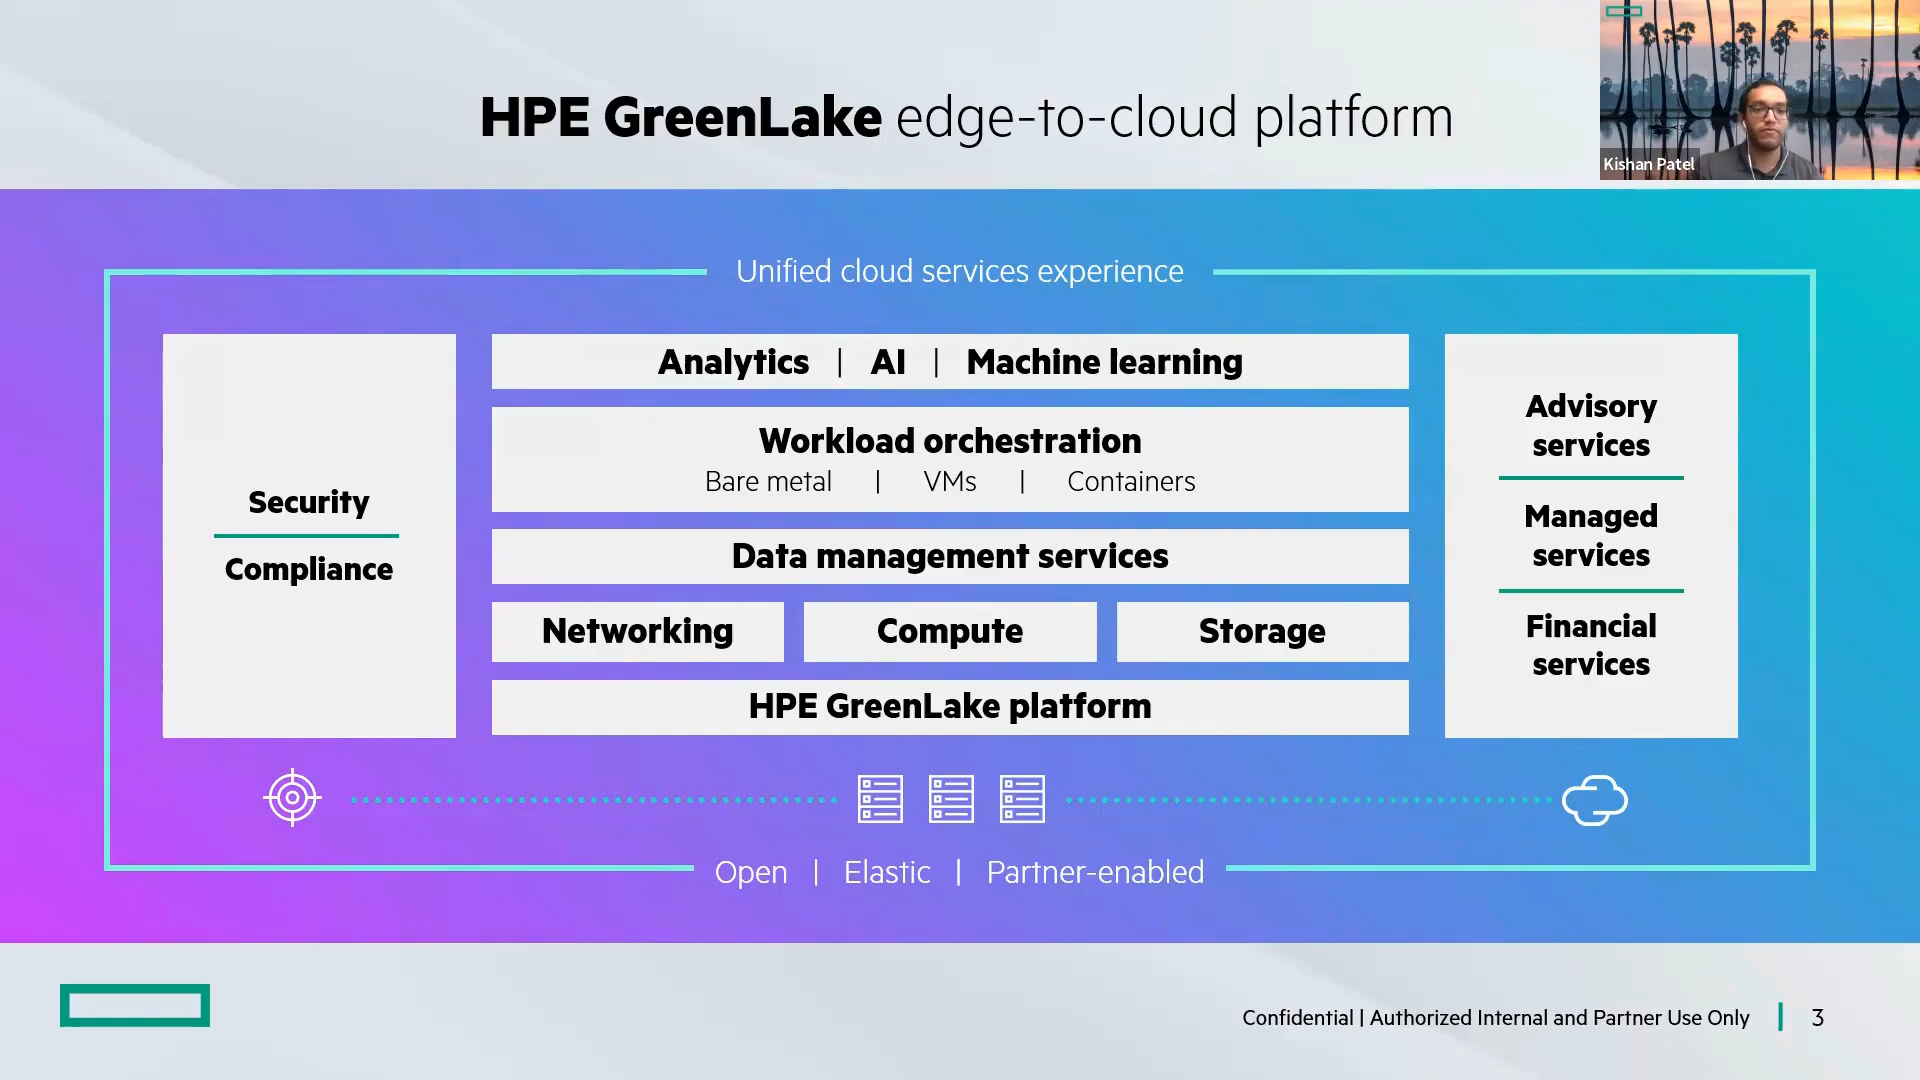 HPE GreenLake edge-to-cloud platform
Kishan Patel
Unified cloud services experience
Security
Compliance
Analytics | AI | Machine learning
Workload orchestration
Bare metal | VMs | Containers
Data management services
Networking
Compute
Storage
HPE GreenLake platform
Advisory
services
Managed
services
Financial
services
Open | Elastic | Partner-enabled
Confidential | Authorized Internal and Partner Use Only | 3